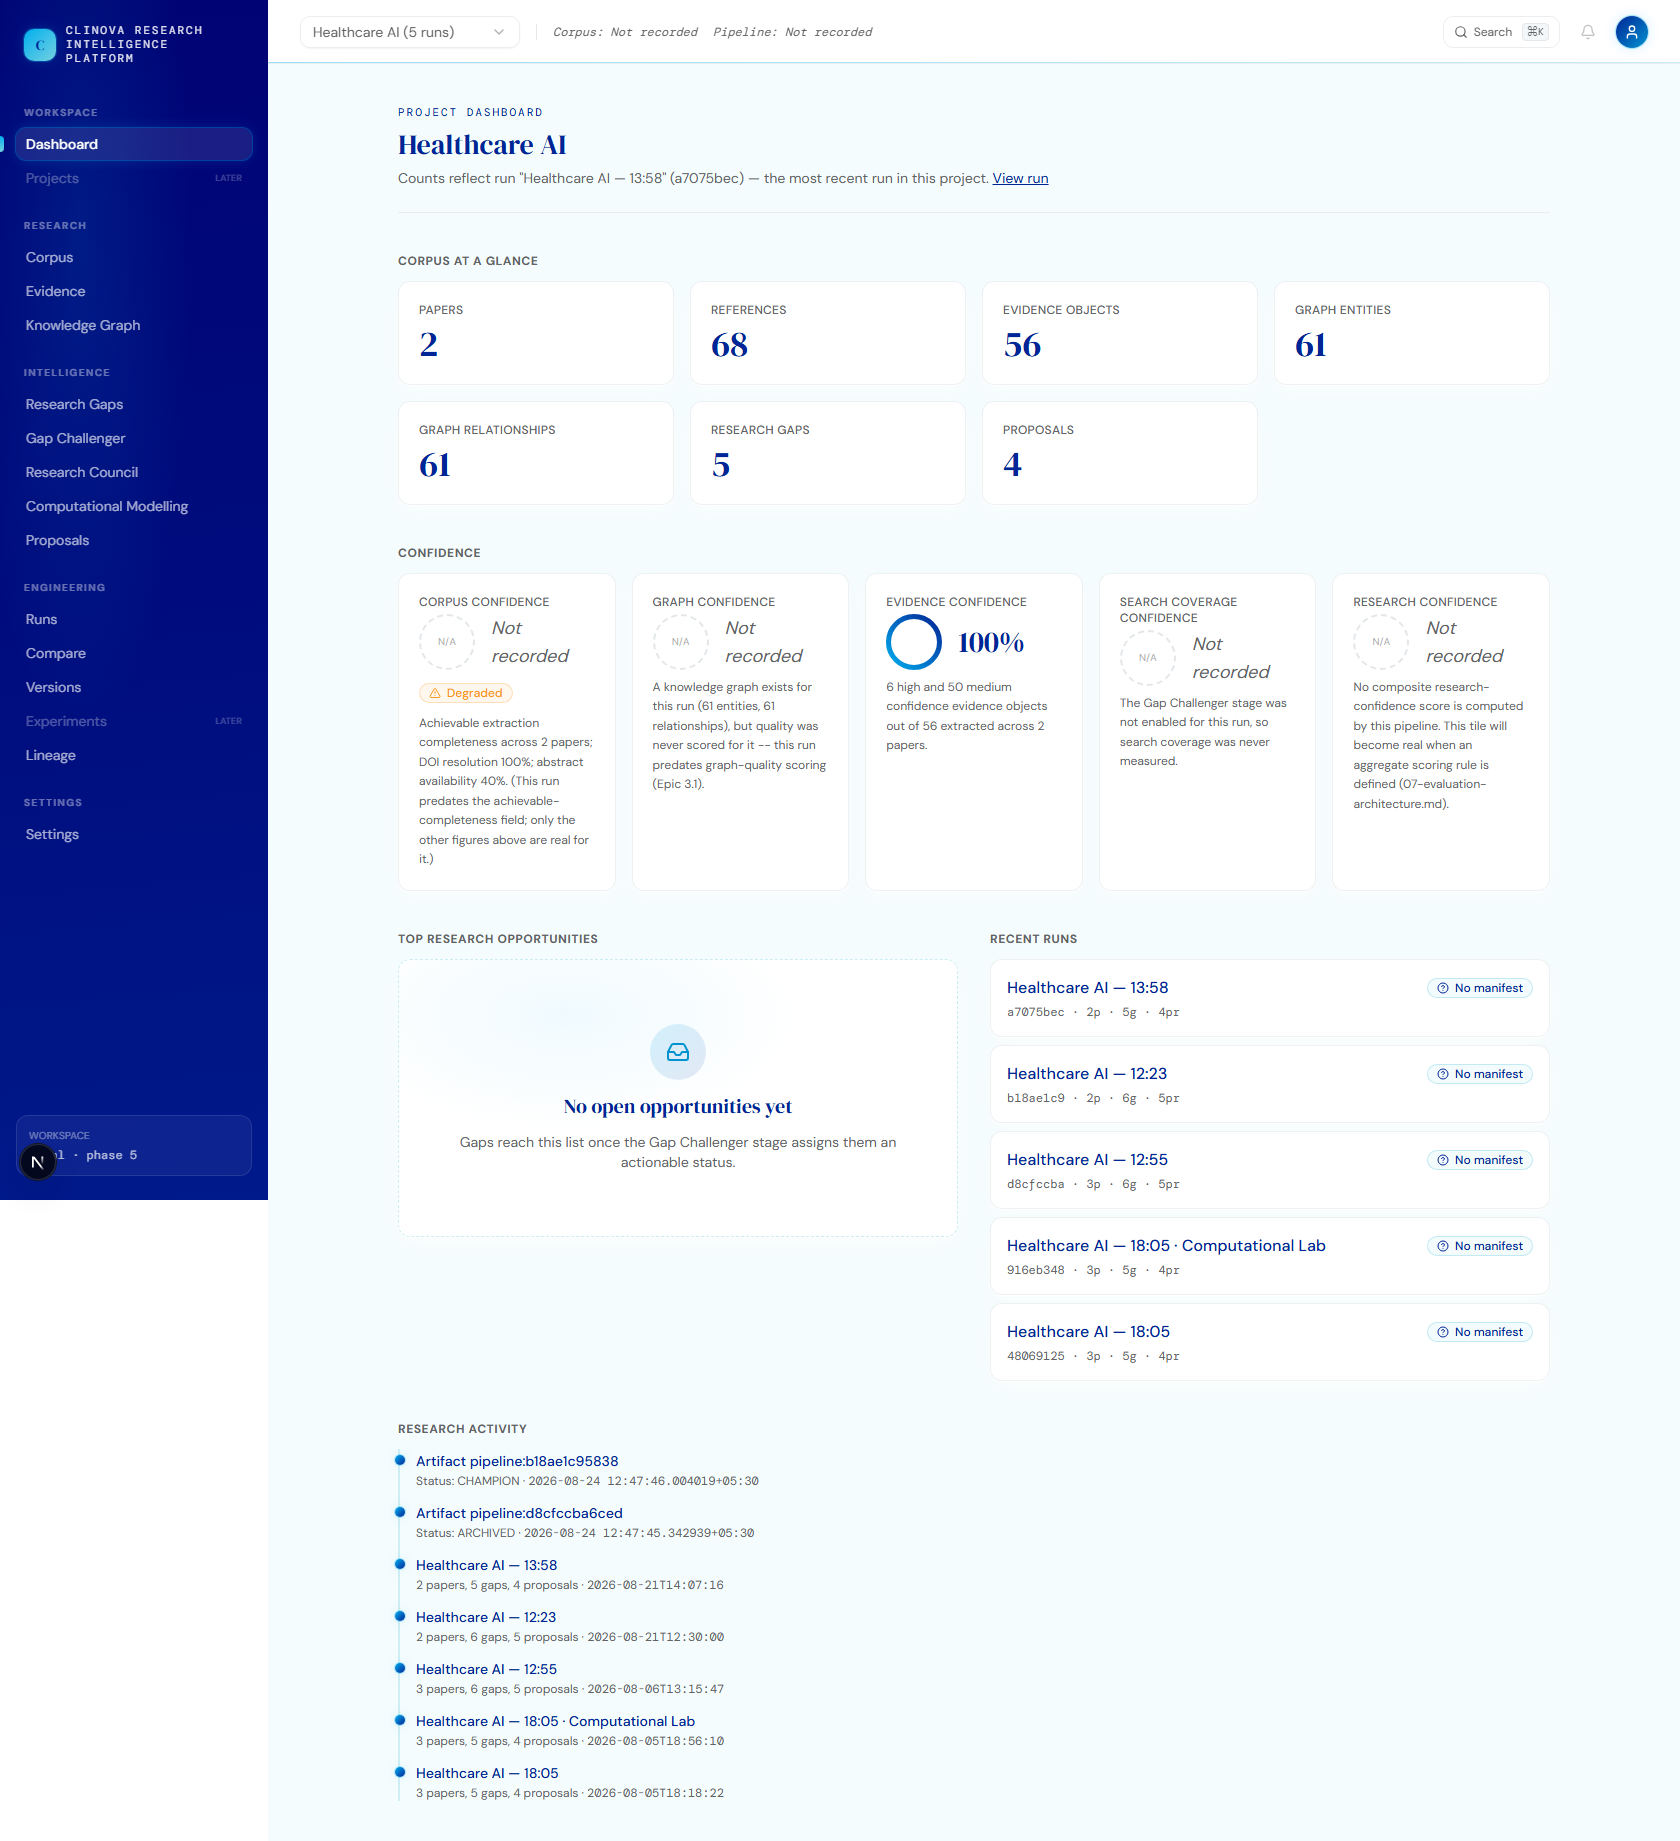 C
CLINOVA RESEARCH
INTELLIGENCE
PLATFORM
WORKSPACE
Dashboard
Projects LATER
RESEARCH
Corpus
Evidence
Knowledge Graph
INTELLIGENCE
Research Gaps
Gap Challenger
Research Council
Computational Modelling
Proposals
ENGINEERING
Runs
Compare
Versions
Experiments LATER
Lineage
SETTINGS
Settings
WORKSPACE
· phase 5
N
Healthcare AI (5 runs)
Corpus: Not recorded Pipeline: Not recorded
Search ⌘K
PROJECT DASHBOARD
Healthcare AI
Counts reflect run "Healthcare AI — 13:58" (a7075bec) — the most recent run in this project. View run
CORPUS AT A GLANCE
PAPERS
2
REFERENCES
68
EVIDENCE OBJECTS
56
GRAPH ENTITIES
61
GRAPH RELATIONSHIPS
61
RESEARCH GAPS
5
PROPOSALS
4
CONFIDENCE
CORPUS CONFIDENCE
N/A
Not
recorded
Degraded
Achievable extraction
completeness across 2 papers;
DOI resolution 100%; abstract
availability 40%. (This run
predates the achievable-
completeness field; only the
other figures above are real for
it.)
GRAPH CONFIDENCE
N/A
Not
recorded
A knowledge graph exists for
this run (61 entities, 61
relationships), but quality was
never scored for it -- this run
predates graph-quality scoring
(Epic 3.1).
EVIDENCE CONFIDENCE
100%
6 high and 50 medium
confidence evidence objects
out of 56 extracted across 2
papers.
SEARCH COVERAGE
CONFIDENCE
N/A
Not
recorded
The Gap Challenger stage was
not enabled for this run, so
search coverage was never
measured.
RESEARCH CONFIDENCE
N/A
Not
recorded
No composite research-
confidence score is computed
by this pipeline. This tile will
become real when an
aggregate scoring rule is
defined (07-evaluation-
architecture.md).
TOP RESEARCH OPPORTUNITIES
No open opportunities yet
Gaps reach this list once the Gap Challenger stage assigns them an
actionable status.
RECENT RUNS
Healthcare AI — 13:58
No manifest
a7075bec · 2p · 5g · 4pr
Healthcare AI — 12:23
No manifest
b18ae1c9 · 2p · 6g · 5pr
Healthcare AI — 12:55
No manifest
d8cfccba · 3p · 6g · 5pr
Healthcare AI — 18:05 · Computational Lab
No manifest
916eb348 · 3p · 5g · 4pr
Healthcare AI — 18:05
No manifest
48069125 · 3p · 5g · 4pr
RESEARCH ACTIVITY
Artifact pipeline:b18ae1c95838
Status: CHAMPION · 2026-08-24 12:47:46.004019+05:30
Artifact pipeline:d8cfccba6ced
Status: ARCHIVED · 2026-08-24 12:47:45.342939+05:30
Healthcare AI — 13:58
2 papers, 5 gaps, 4 proposals · 2026-08-21T14:07:16
Healthcare AI — 12:23
2 papers, 6 gaps, 5 proposals · 2026-08-21T12:30:00
Healthcare AI — 12:55
3 papers, 6 gaps, 5 proposals · 2026-08-06T13:15:47
Healthcare AI — 18:05 · Computational Lab
3 papers, 5 gaps, 4 proposals · 2026-08-05T18:56:10
Healthcare AI — 18:05
3 papers, 5 gaps, 4 proposals · 2026-08-05T18:18:22